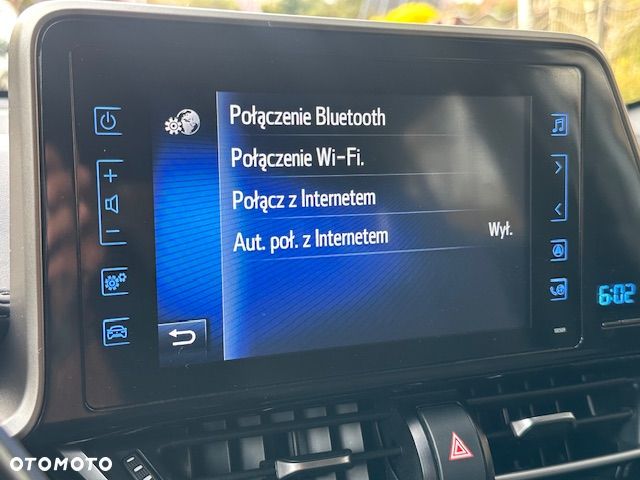 Połączenie Bluetooth
Połączenie Wi-Fi.
Połącz z Internetem
Aut. poł. z Internetem Wył.
6:02
OTOMOTO